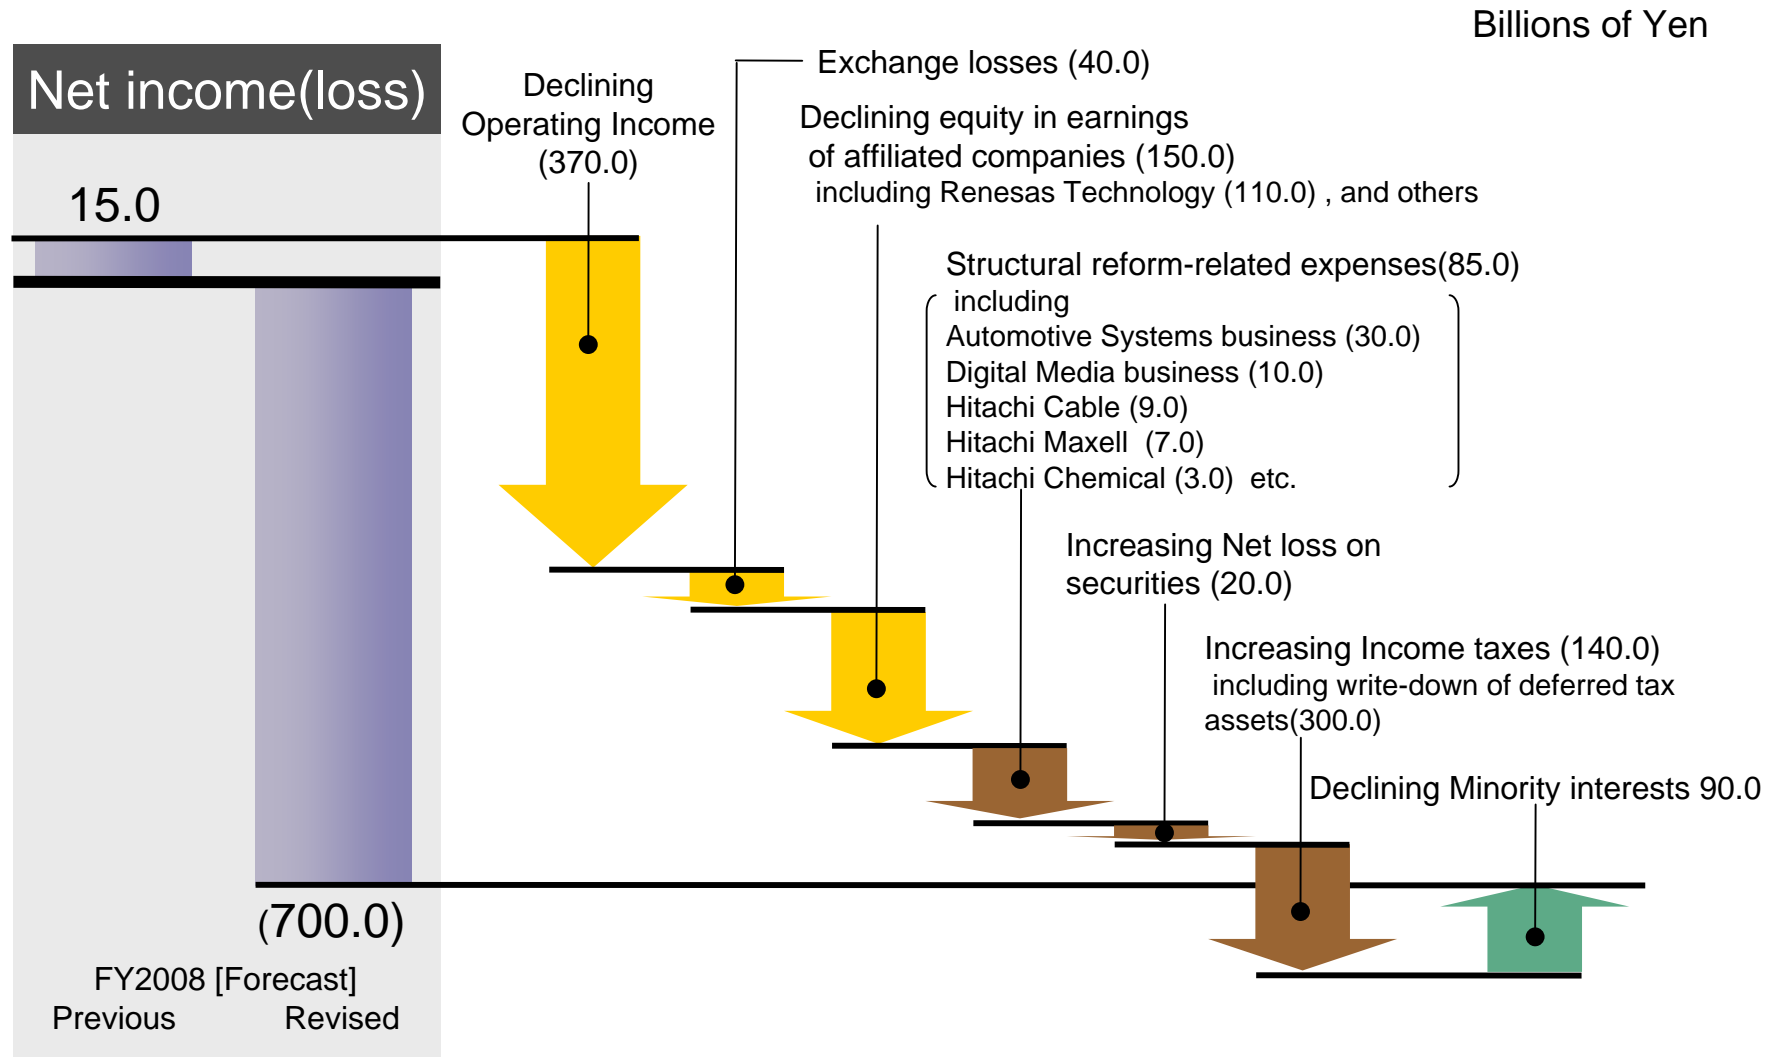 Billions of Yen
Net income(loss)
15.0
(700.0)
FY2008 [Forecast]
Previous Revised
Declining
Operating Income
(370.0)
Exchange losses (40.0)
Declining equity in earnings
of affiliated companies (150.0)
including Renesas Technology (110.0) , and others
Structural reform-related expenses(85.0)
including
Automotive Systems business (30.0)
Digital Media business (10.0)
Hitachi Cable (9.0)
Hitachi Maxell (7.0)
Hitachi Chemical (3.0) etc.
Increasing Net loss on
securities (20.0)
Increasing Income taxes (140.0)
including write-down of deferred tax
assets(300.0)
Declining Minority interests 90.0